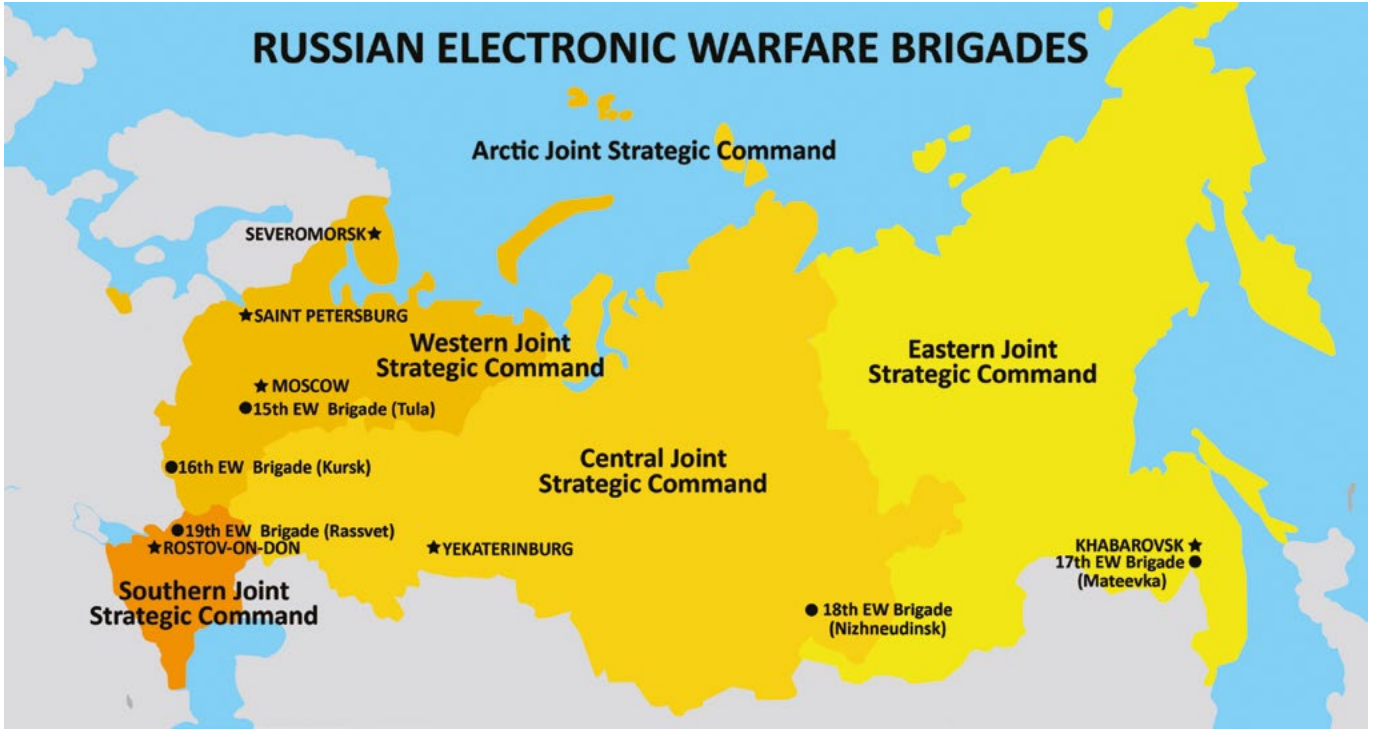 RUSSIAN ELECTRONIC WARFARE BRIGADES
Arctic Joint Strategic Command
SEVEROMORSK
SAINT PETERSBURG
Western Joint
Strategic Command
Eastern Joint
Strategic Command
MOSCOW
15th EW Brigade (Tula)
16th EW Brigade (Kursk)
Central Joint
Strategic Command
19th EW Brigade (Rassvet)
ROSTOV-ON-DON
YEKATERINBURG
KHABAROVSK
17th EW Brigade
(Mateevka)
Southern Joint
Strategic Command
18th EW Brigade
(Nizhneudinsk)